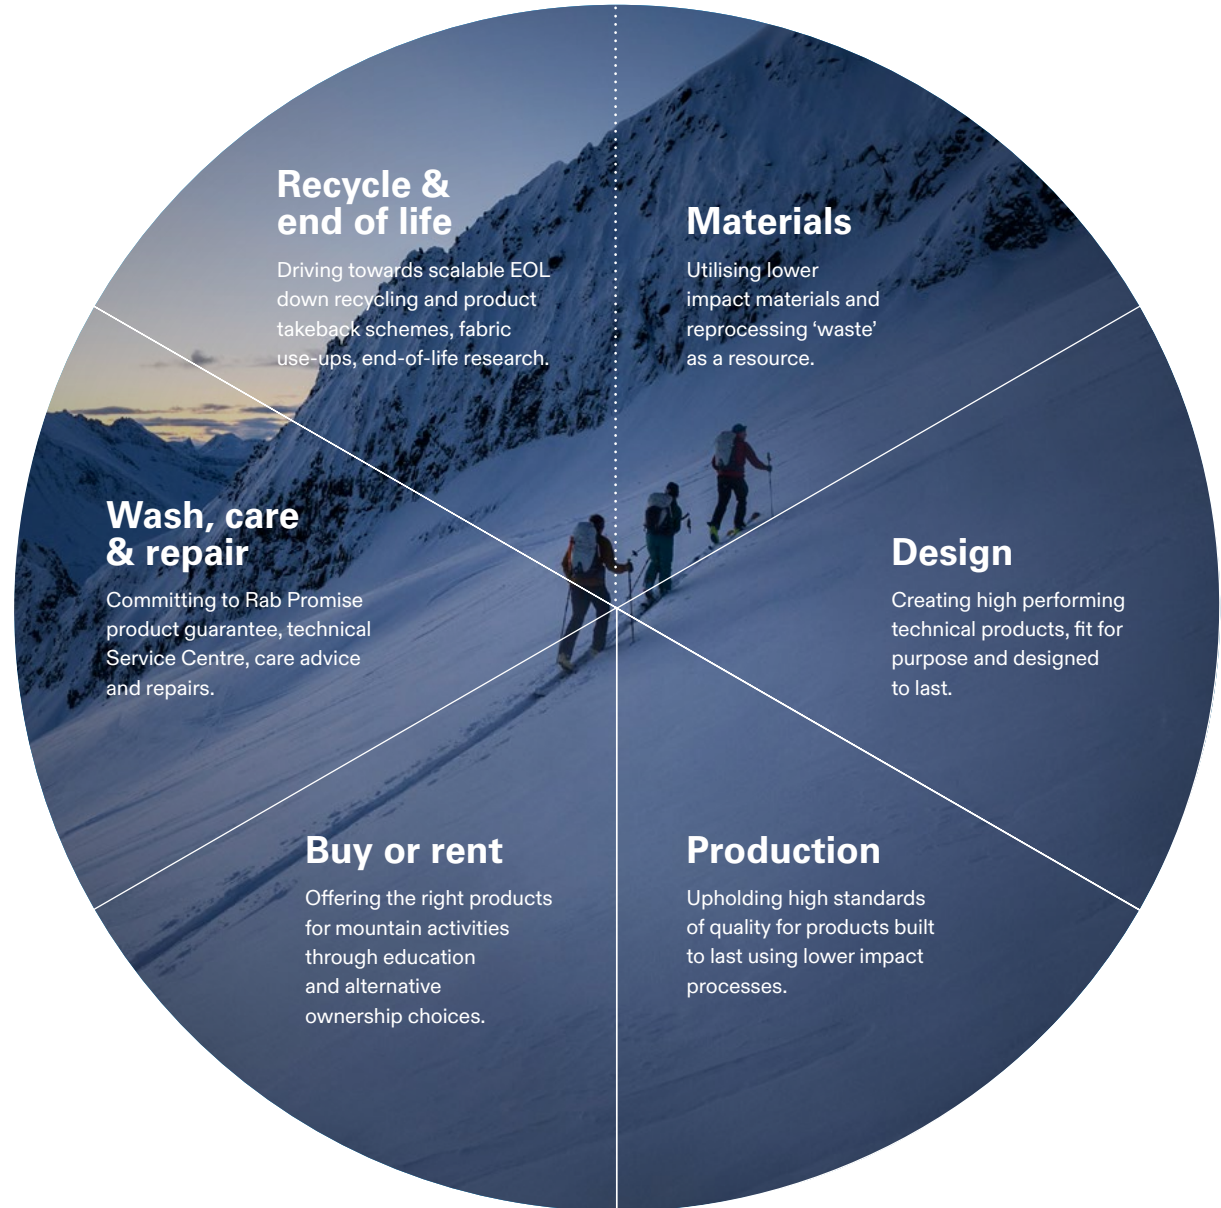 Recycle &
end of life
Driving towards scalable EOL
down recycling and product
takeback schemes, fabric
use-ups, end-of-life research.
Materials
Utilising lower
impact materials and
reprocessing ‘waste’
as a resource.
Design
Creating high performing
technical products, fit for
purpose and designed
to last.
Production
Upholding high standards
of quality for products built
to last using lower impact
processes.
Buy or rent
Offering the right products
for mountain activities
through education
and alternative
ownership choices.
Wash, care
& repair
Committing to Rab Promise
product guarantee, technical
Service Centre, care advice
and repairs.